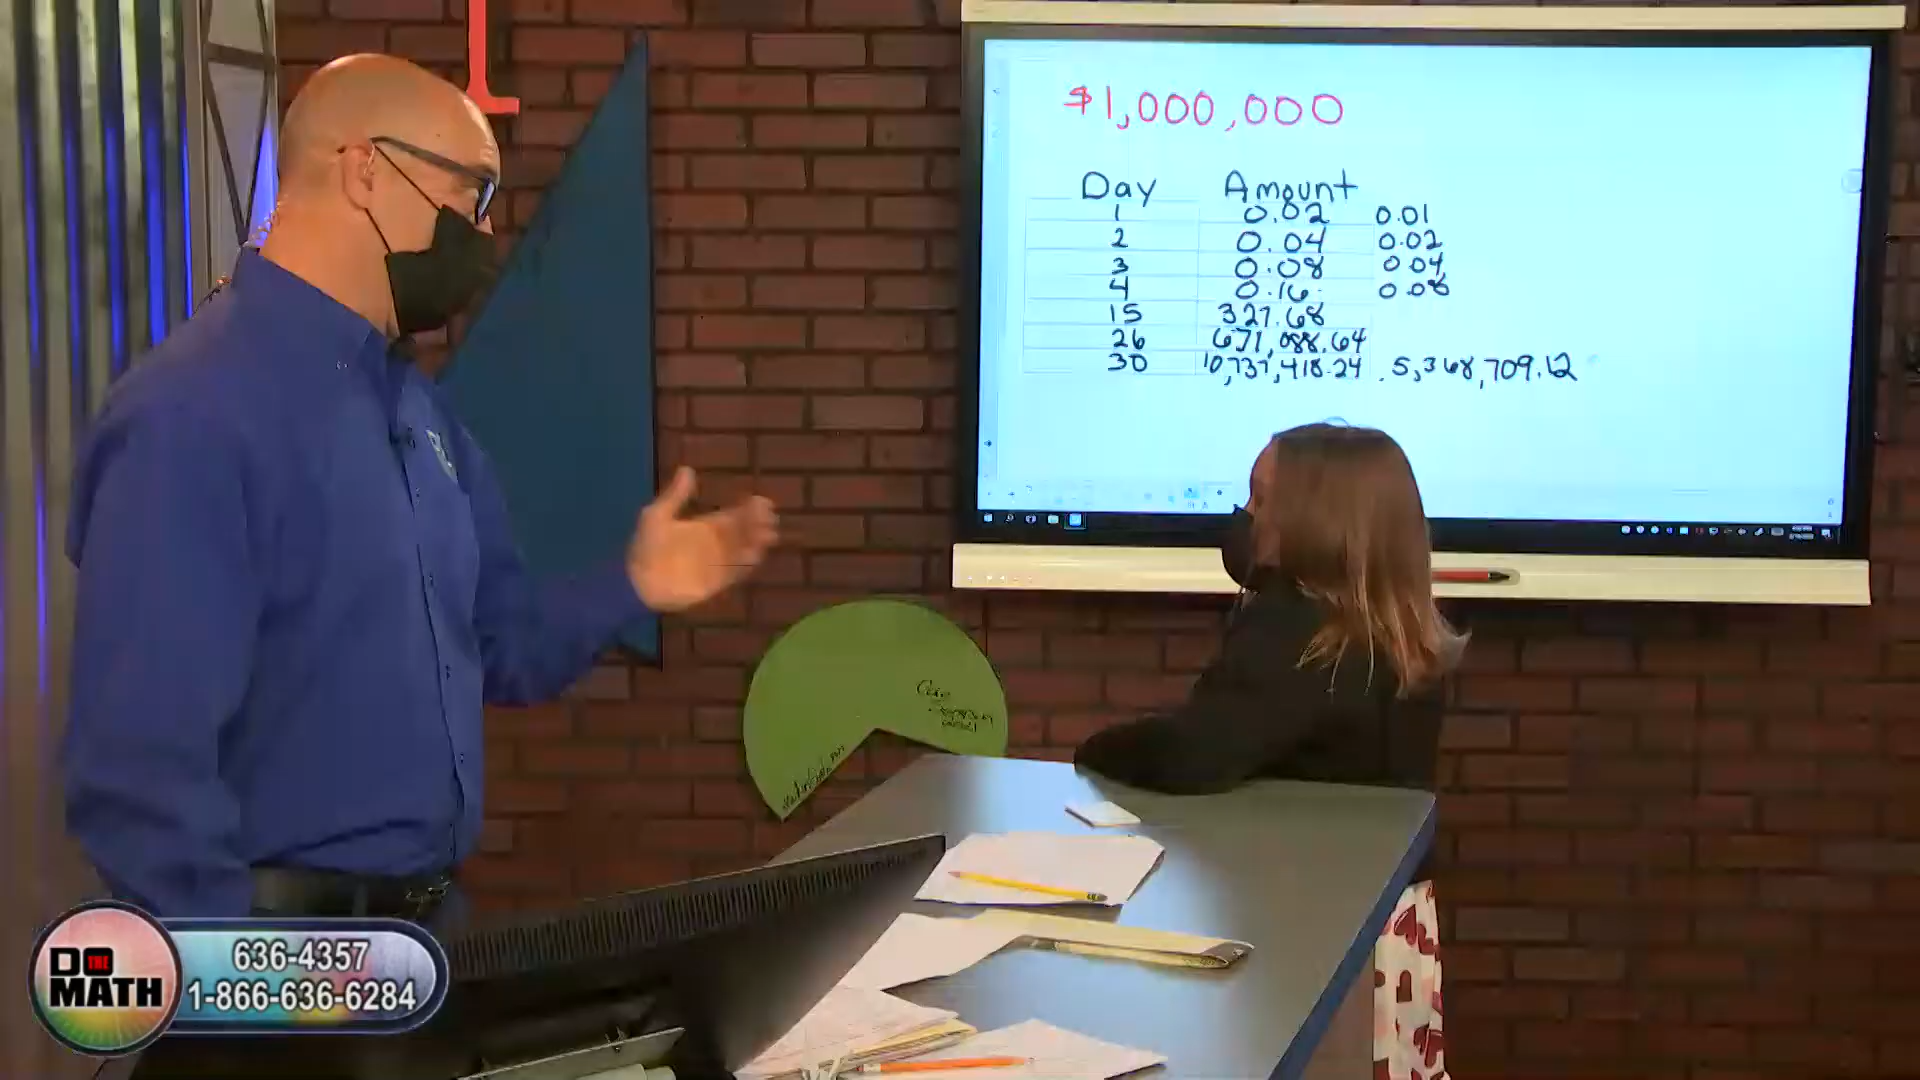 $1,000,000
Day Amount
1 0.02 0.01
2 0.04 0.02
3 0.08 0.04
4 0.16 0.08
15 327.68
26 671,088.64
30 10,737,418.24 5,368,709.12
DO THE MATH
636-4357
1-866-636-6284